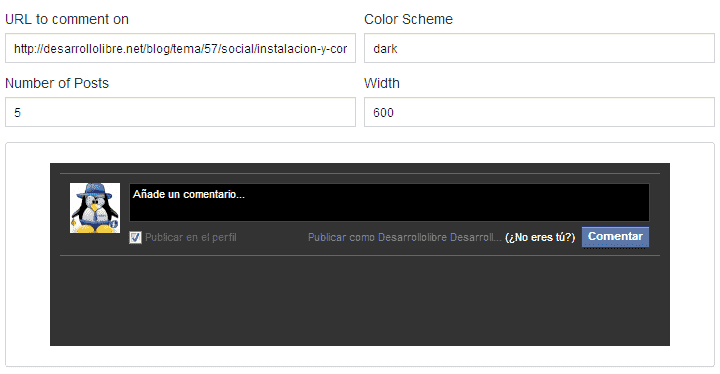 URL to comment on
Color Scheme
http://desarrollolibre.net/blog/tema/57/social/instalacion-y-cor
dark
Number of Posts
Width
5
600
Añade un comentario...
Publicar en el perfil
Publicar como Desarrollolibre Desarroll... (¿No eres tú?)
Comentar